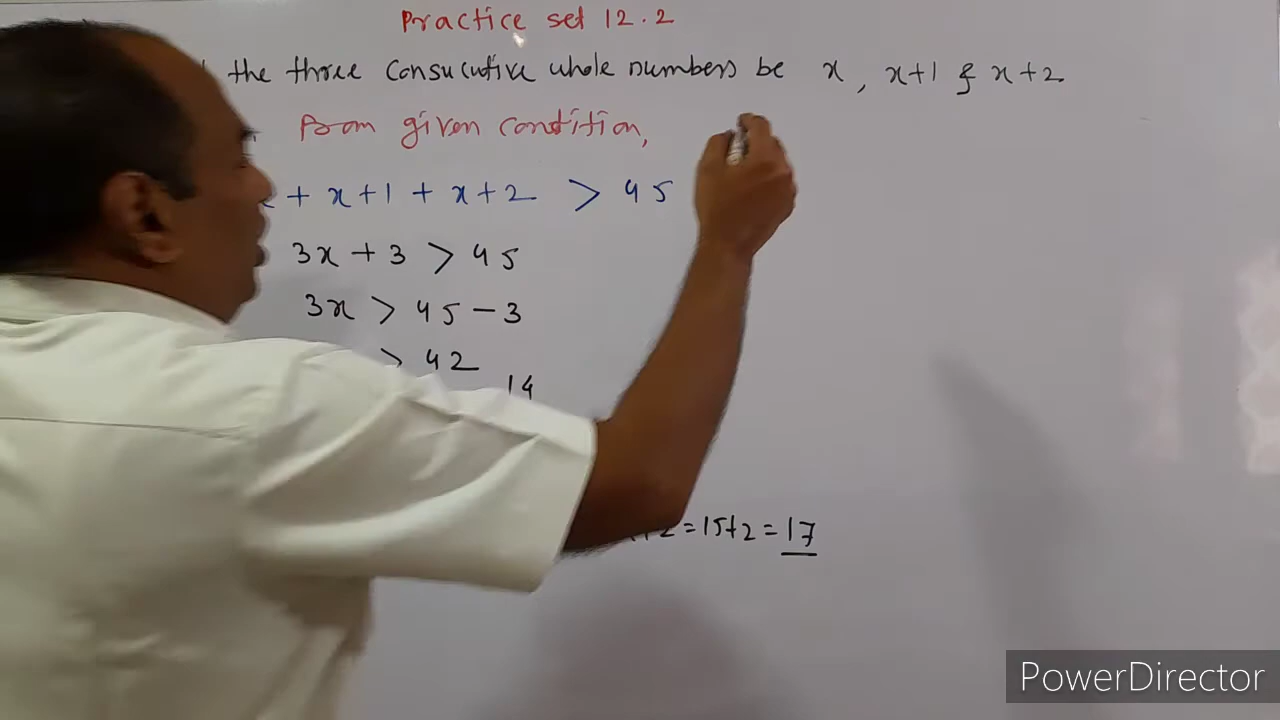 Practice set 12.2
the three Consucutive whole numbers be x, x+1 & x+2
From given condition,
+ x+1 + x+2 > 45
3x + 3 > 45
3x > 45 - 3
> 42
14
2 = 15+2 = 17
PowerDirector